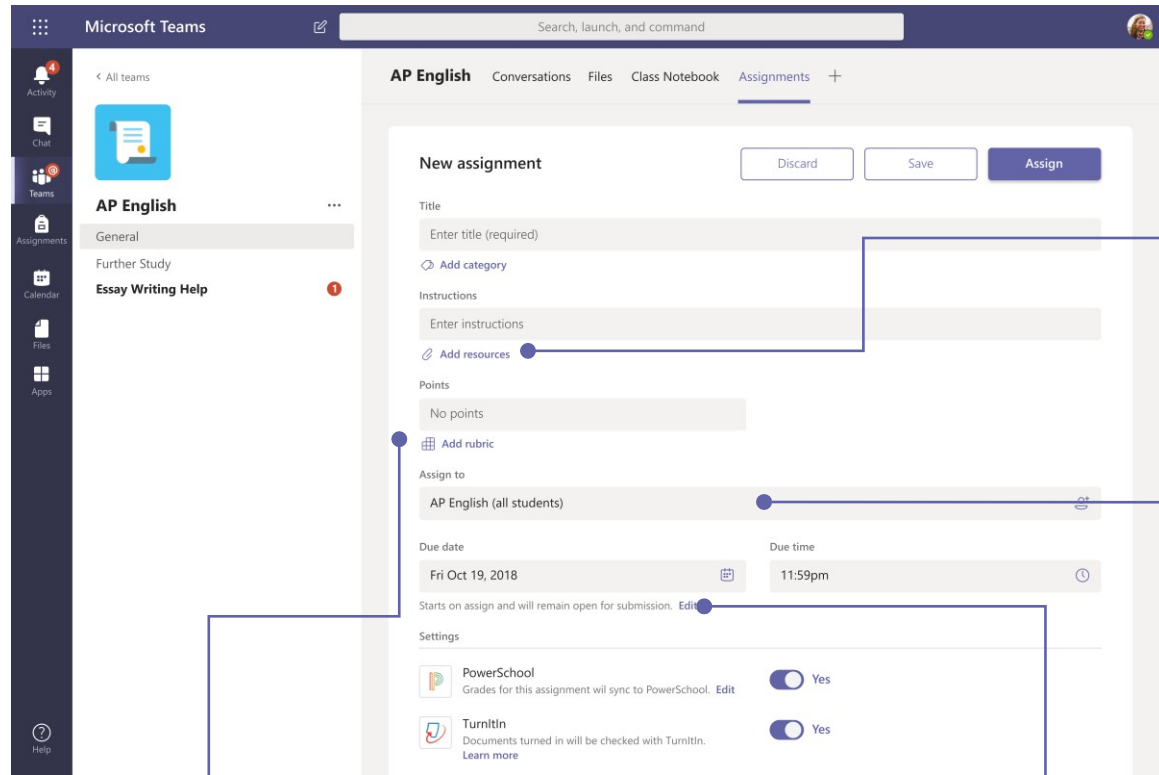 Microsoft Teams
Search, launch, and command
4
Activity
Chat
@
Teams
Assignments
Calendar
Files
Apps
Help
< All teams
AP English
...
General
Further Study
Essay Writing Help
1
AP English Conversations Files Class Notebook Assignments +
New assignment
Discard
Save
Assign
Title
Enter title (required)
Add category
Instructions
Enter instructions
Add resources
Points
No points
Add rubric
Assign to
AP English (all students)
Due date
Due time
Fri Oct 19, 2018
11:59pm
Starts on assign and will remain open for submission. Edit
Settings
PowerSchool
Grades for this assignment wil sync to PowerSchool. Edit
Yes
TurnItIn
Documents turned in will be checked with TurnItIn.
Learn more
Yes